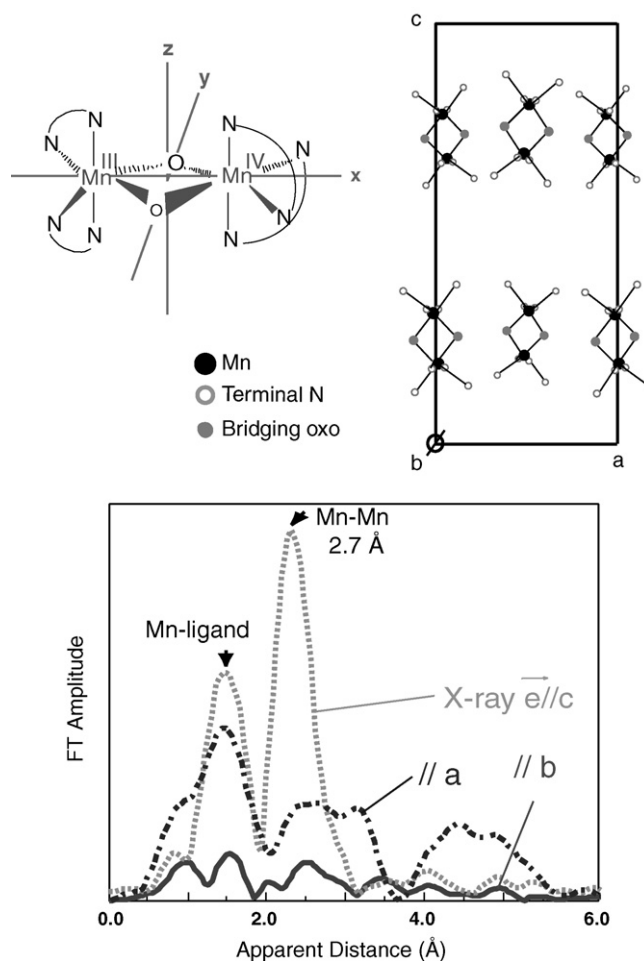 z
y
N
N
III
Mn
O
N
N
O
N
IV
Mn
N
N
N
x
c
b
a
Mn
Terminal N
Bridging oxo
Mn-Mn
2.7 Å
Mn-ligand
X-ray e//c
// a
// b
FT Amplitude
0.0 2.0 4.0 6.0
Apparent Distance (Å)